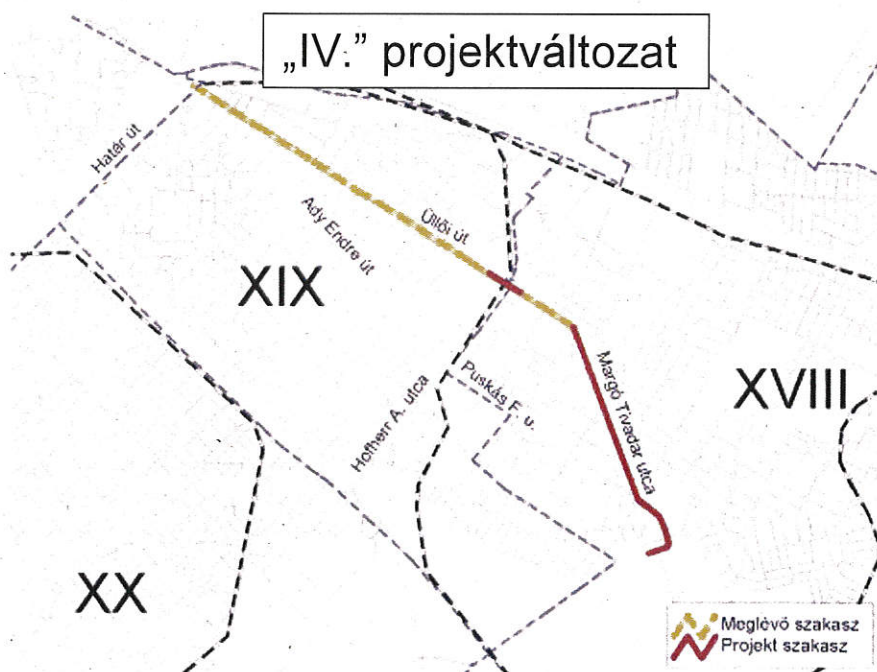 „IV.” projektváltozat
Határ út
Üllői út
Ady Endre út
XIX
Margó Tivadar utca
XVIII
Puskás F. u.
Hofherr A. utca
XX
Meglévő szakasz
Projekt szakasz